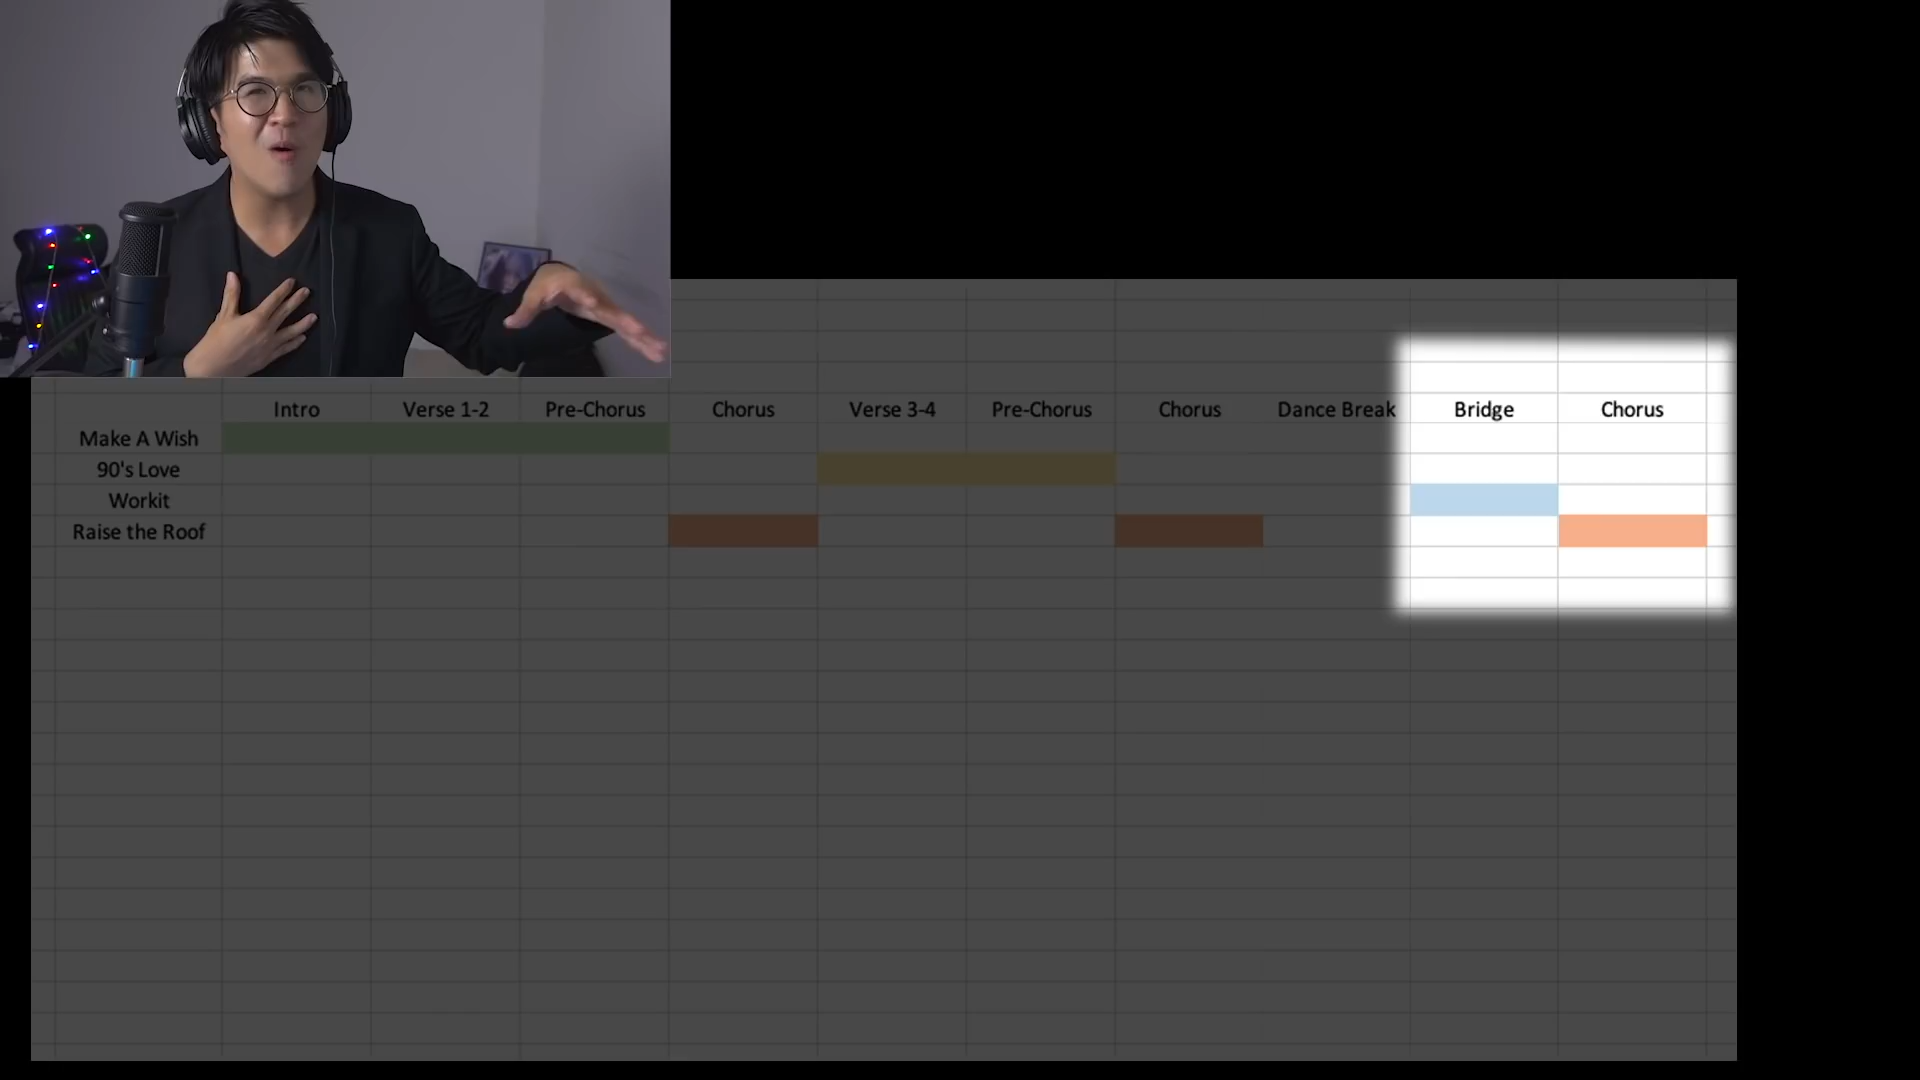 Intro Verse 1-2 Pre-Chorus Chorus Verse 3-4 Pre-Chorus Chorus Dance Break Bridge Chorus
Make A Wish
90's Love
Workit
Raise the Roof